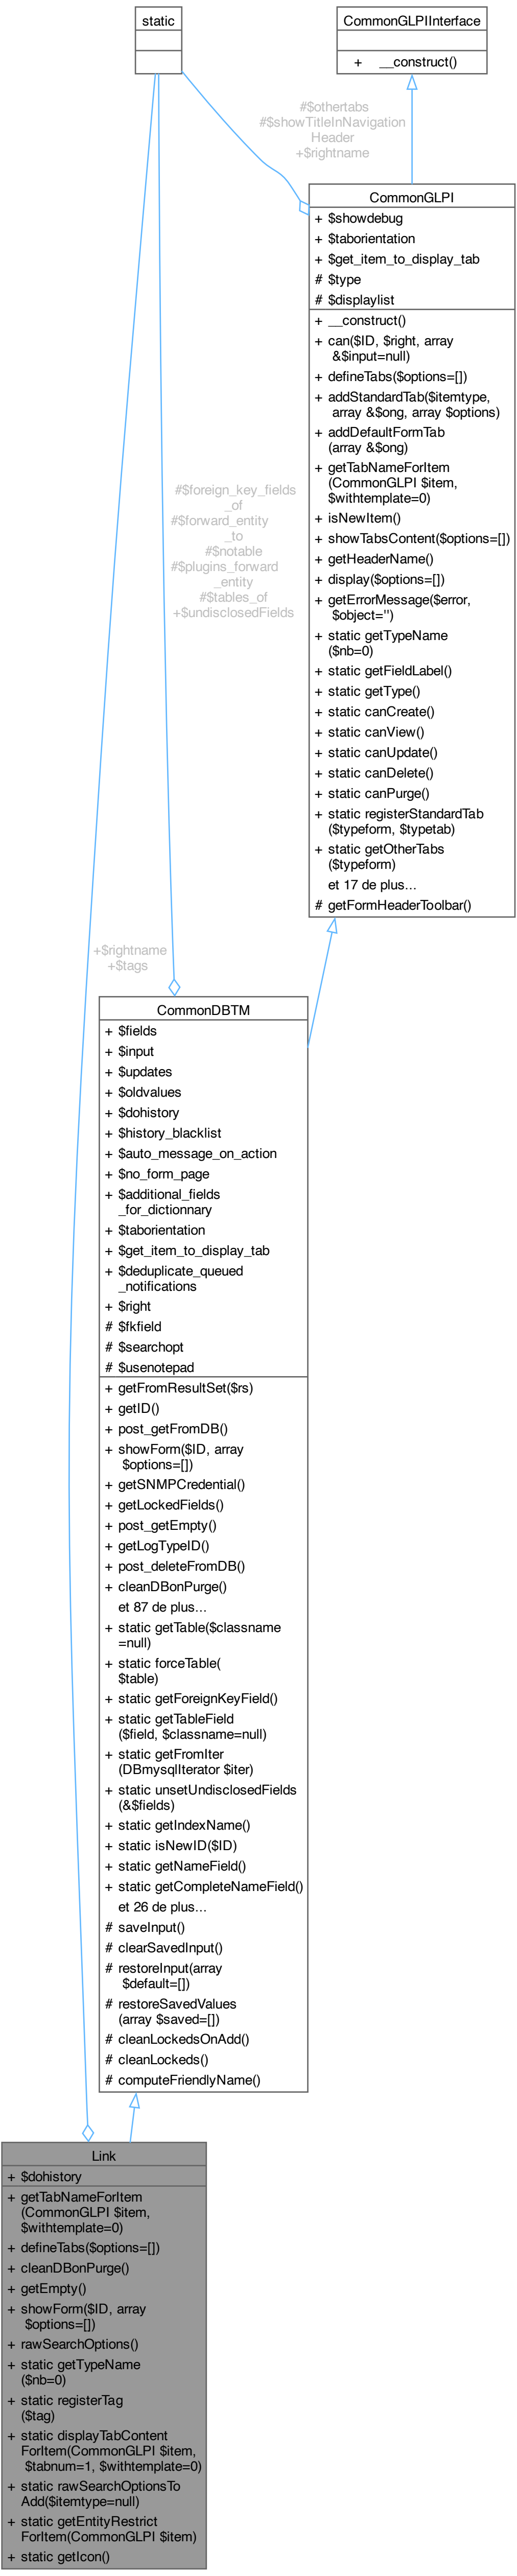 static
CommonGLPIInterface
+ __construct()
#$othertabs
#$showTitleInNavigation
Header
+$rightname
CommonGLPI
+ $showdebug
+ $taborientation
+ $get_item_to_display_tab
# $type
# $displaylist
+ __construct()
+ can($ID, $right, array
&$input=null)
+ defineTabs($options=[])
+ addStandardTab($itemtype,
array &$ong, array $options)
+ addDefaultFormTab
(array &$ong)
+ getTabNameForItem
(CommonGLPI $item,
$withtemplate=0)
+ isNewItem()
+ showTabsContent($options=[])
+ getHeaderName()
+ display($options=[])
+ getErrorMessage($error,
$object='')
+ static getTypeName
($nb=0)
+ static getFieldLabel()
+ static getType()
+ static canCreate()
+ static canView()
+ static canUpdate()
+ static canDelete()
+ static canPurge()
+ static registerStandardTab
($typeform, $typetab)
+ static getOtherTabs
($typeform)
et 17 de plus...
# getFormHeaderToolbar()
#$foreign_key_fields
_of
#$forward_entity
_to
#$notable
#$plugins_forward
_entity
#$tables_of
+$undisclosedFields
+$rightname
+$tags
CommonDBTM
+ $fields
+ $input
+ $updates
+ $oldvalues
+ $dohistory
+ $history_blacklist
+ $auto_message_on_action
+ $no_form_page
+ $additional_fields
_for_dictionnary
+ $taborientation
+ $get_item_to_display_tab
+ $deduplicate_queued
_notifications
+ $right
# $fkfield
# $searchopt
# $usenotepad
+ getFromResultSet($rs)
+ getID()
+ post_getFromDB()
+ showForm($ID, array
$options=[])
+ getSNMPCredential()
+ getLockedFields()
+ post_getEmpty()
+ getLogTypeID()
+ post_deleteFromDB()
+ cleanDBonPurge()
et 87 de plus...
+ static getTable($classname
=null)
+ static forceTable(
$table)
+ static getForeignKeyField()
+ static getTableField
($field, $classname=null)
+ static getFromIter
(DBmysqlIterator $iter)
+ static unsetUndisclosedFields
(&$fields)
+ static getIndexName()
+ static isNewID($ID)
+ static getNameField()
+ static getCompleteNameField()
et 26 de plus...
# saveInput()
# clearSavedInput()
# restoreInput(array
$default=[])
# restoreSavedValues
(array $saved=[])
# cleanLockedsOnAdd()
# cleanLockeds()
# computeFriendlyName()
Link
+ $dohistory
+ getTabNameForItem
(CommonGLPI $item,
$withtemplate=0)
+ defineTabs($options=[])
+ cleanDBonPurge()
+ getEmpty()
+ showForm($ID, array
$options=[])
+ rawSearchOptions()
+ static getTypeName
($nb=0)
+ static registerTag
($tag)
+ static displayTabContent
ForItem(CommonGLPI $item,
$tabnum=1, $withtemplate=0)
+ static rawSearchOptionsTo
Add($itemtype=null)
+ static getEntityRestrict
ForItem(CommonGLPI $item)
+ static getIcon()